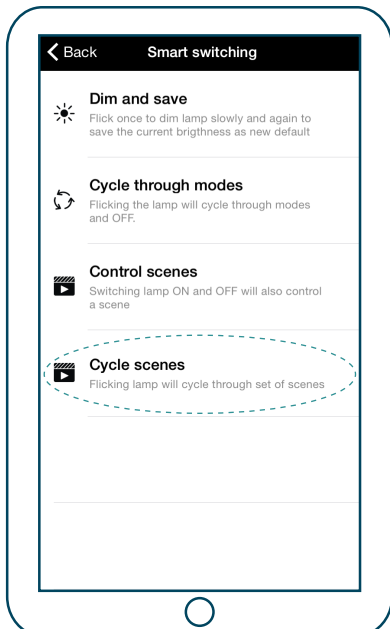 Back Smart switching
Dim and save
Flick once to dim lamp slowly and again to
save the current brigthness as new default
Cycle through modes
Flicking the lamp will cycle through modes
and OFF.
Control scenes
Switching lamp ON and OFF will also control
a scene
Cycle scenes
Flicking lamp will cycle through set of scenes